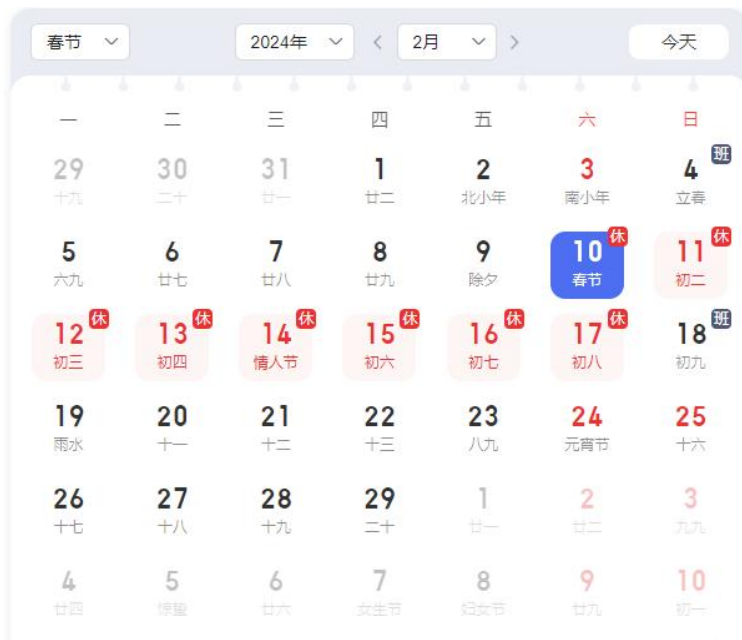 春节 2024年 2月 今天
一 二 三 四 五 六 日
29 30 31 1 2 3 4 班
十九 二十 廿一 廿二 北小年 南小年 立春
5 6 7 8 9 10 休 11 休
六九 廿七 廿八 廿九 除夕 春节 初二
12 休 13 休 14 休 15 休 16 休 17 休 18 班
初三 初四 情人节 初六 初七 初八 初九
19 20 21 22 23 24 25
雨水 十一 十二 十三 八九 元宵节 十六
26 27 28 29 1 2 3
十七 十八 十九 二十 廿一 廿二 九九
4 5 6 7 8 9 10
廿四 惊蛰 廿六 女生节 妇女节 廿九 初一